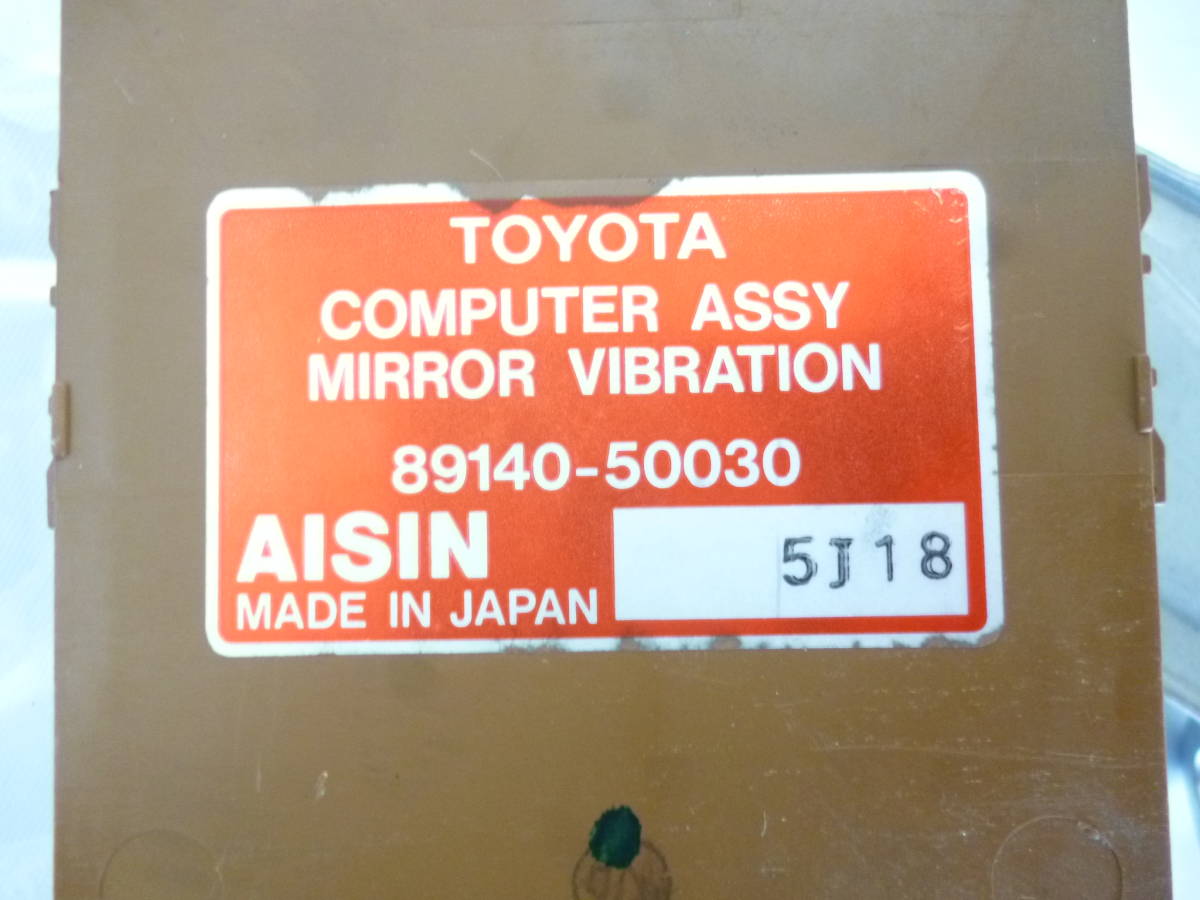 TOYOTA
COMPUTER ASSY
MIRROR VIBRATION
89140-50030
AISIN
5J18
MADE IN JAPAN